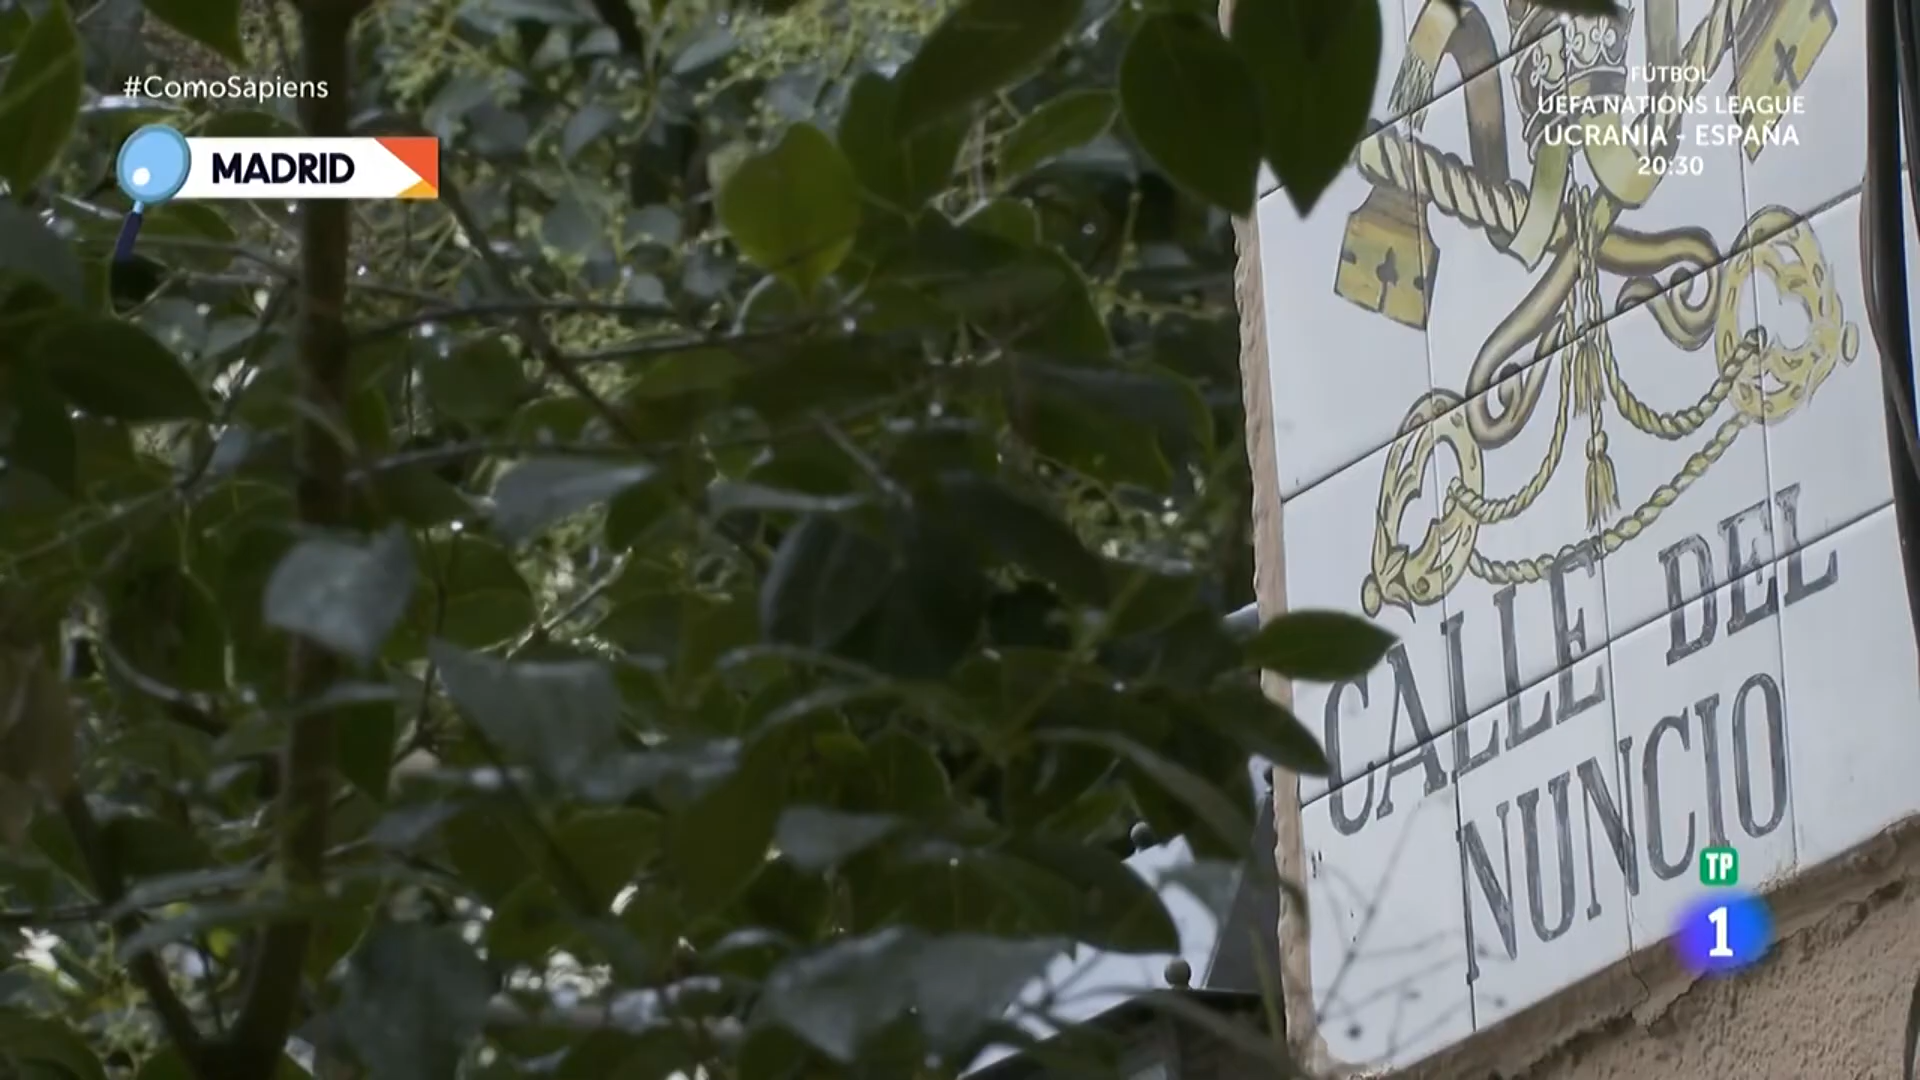 #ComoSapiens
MADRID
FÚTBOL
UEFA NATIONS LEAGUE
UCRANIA - ESPAÑA
20:30
CALLE DEL
NUNCIO
TP
1